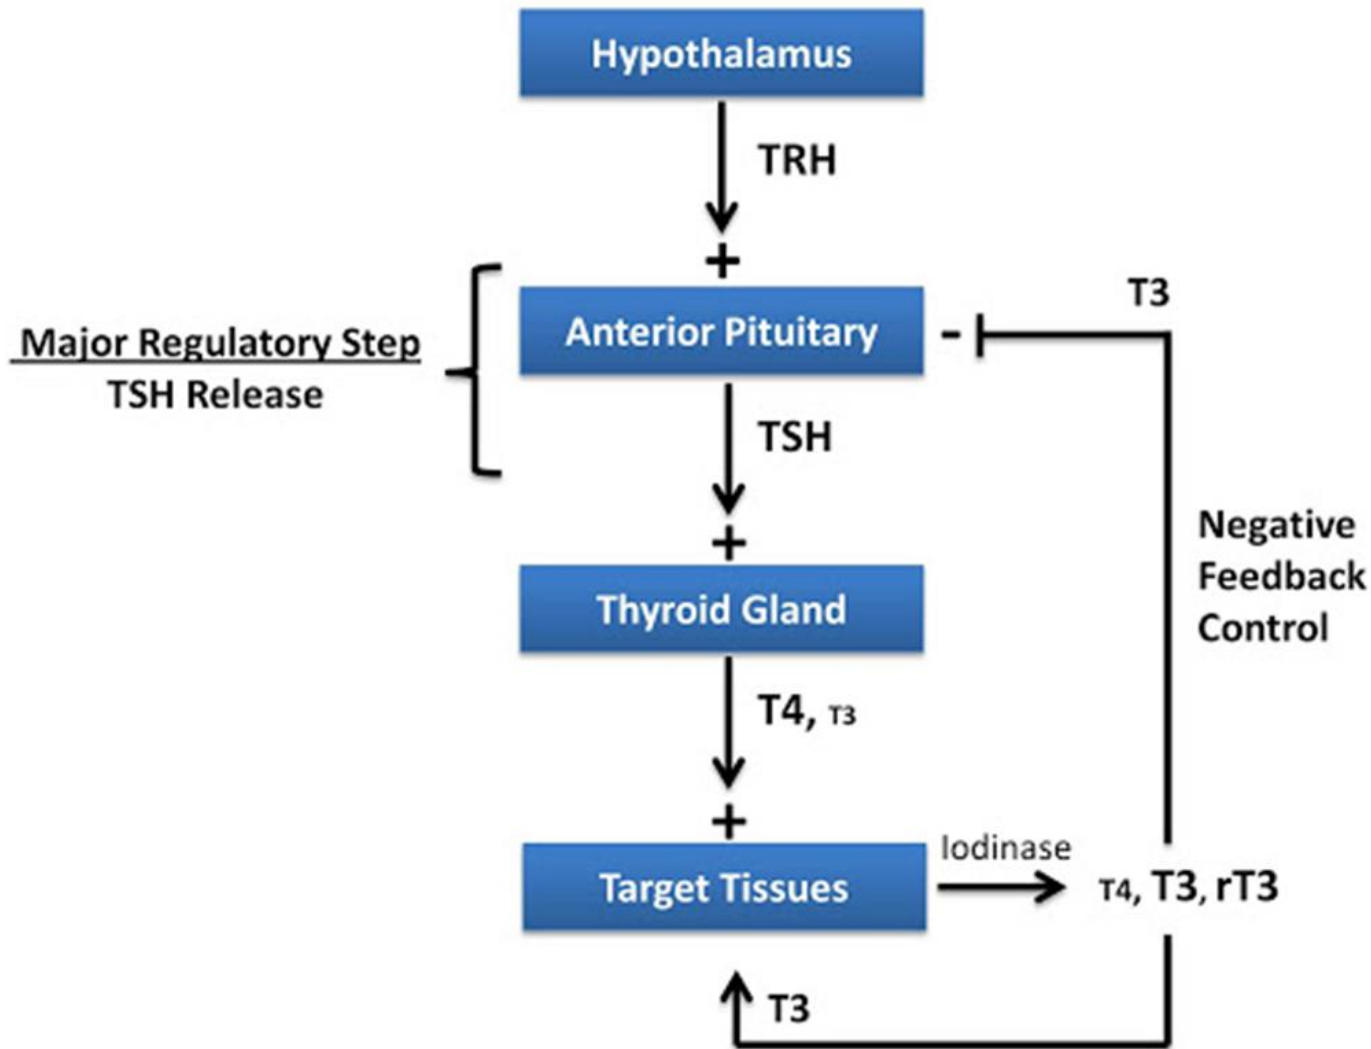 Hypothalamus
TRH
+
Anterior Pituitary
-
T3
Major Regulatory Step
TSH Release
TSH
+
Thyroid Gland
Negative
Feedback
Control
T4, T3
+
Target Tissues
Iodinase
T4, T3, rT3
T3